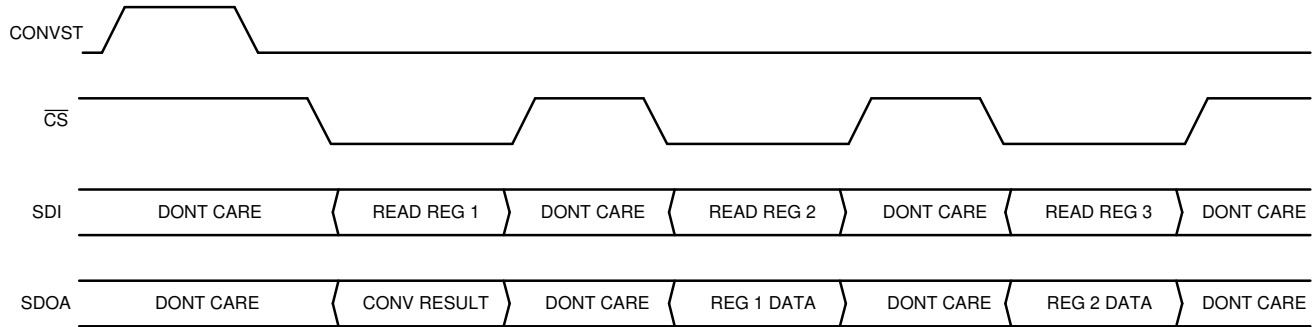 CONVST
CS
SDI DONT CARE READ REG 1 DONT CARE READ REG 2 DONT CARE READ REG 3 DONT CARE
SDOA DONT CARE CONV RESULT DONT CARE REG 1 DATA DONT CARE REG 2 DATA DONT CARE